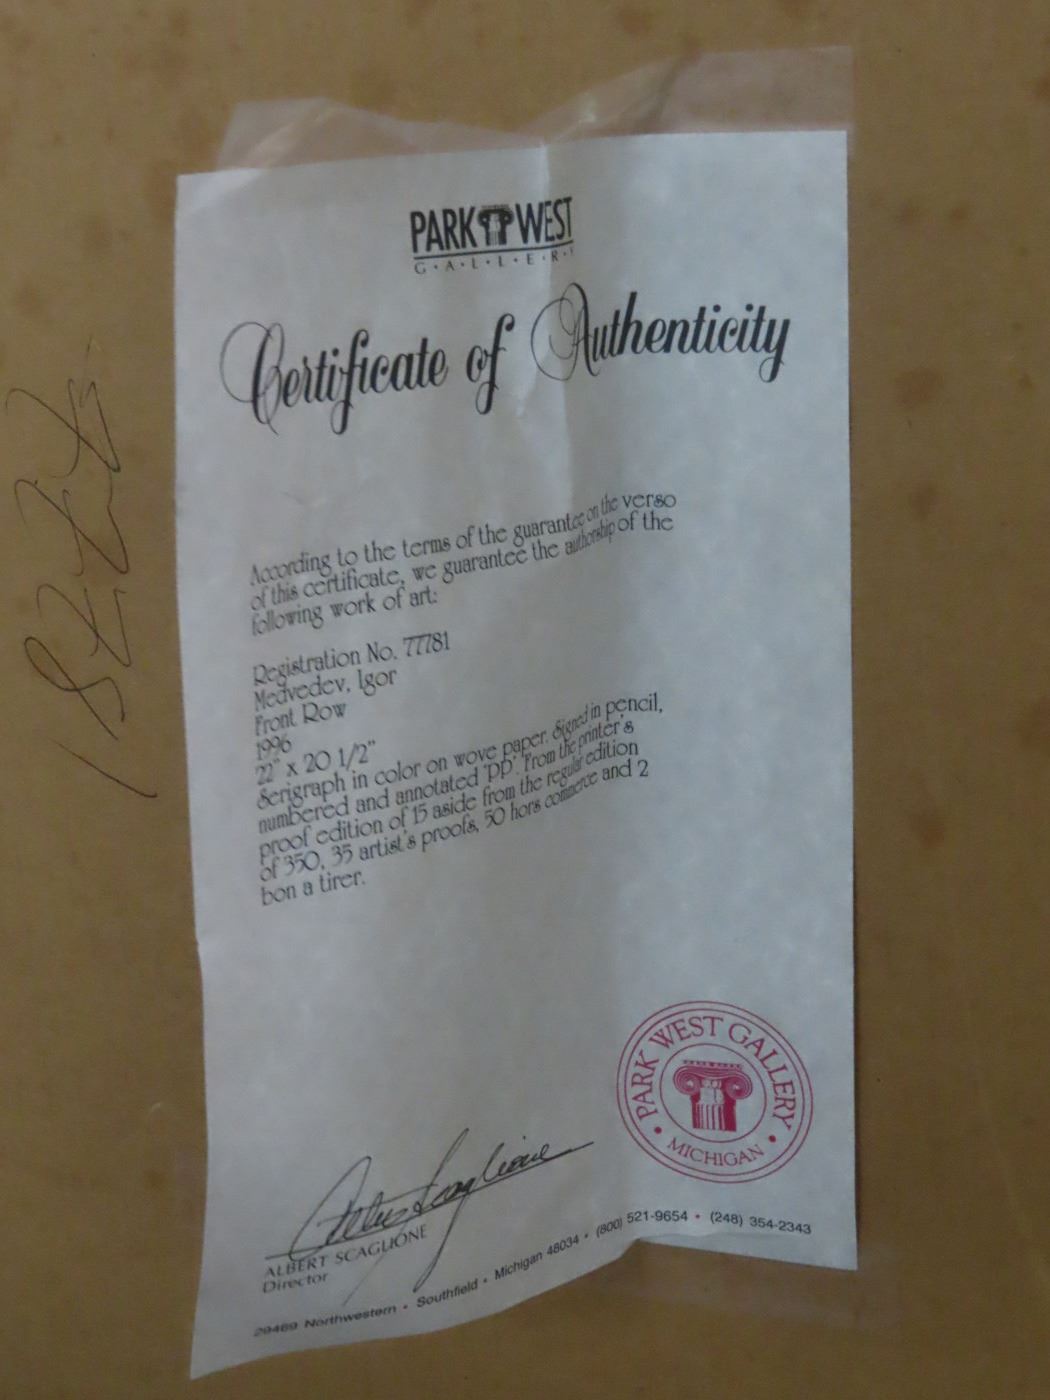 PARK WEST
G·A·L·L·E·R·Y
Certificate of Authenticity
According to the terms of the guarantee on the verso
of this certificate, we guarantee the authorship of the
following work of art:
Registration No. 77781
Medvedev, Igor
Front Row
1996
22" x 20 1/2"
Serigraph in color on wove paper. Signed in pencil,
numbered and annotated 'PP'. From the printer's
proof edition of 15 aside from the regular edition
of 350, 35 artist's proofs, 50 hors commerce and 2
bon a tirer.
PARK WEST GALLERY
• MICHIGAN •
Albert Scaglione
ALBERT SCAGLIONE
Director
29469 Northwestern • Southfield • Michigan 48034 • (800) 521-9654 • (248) 354-2343